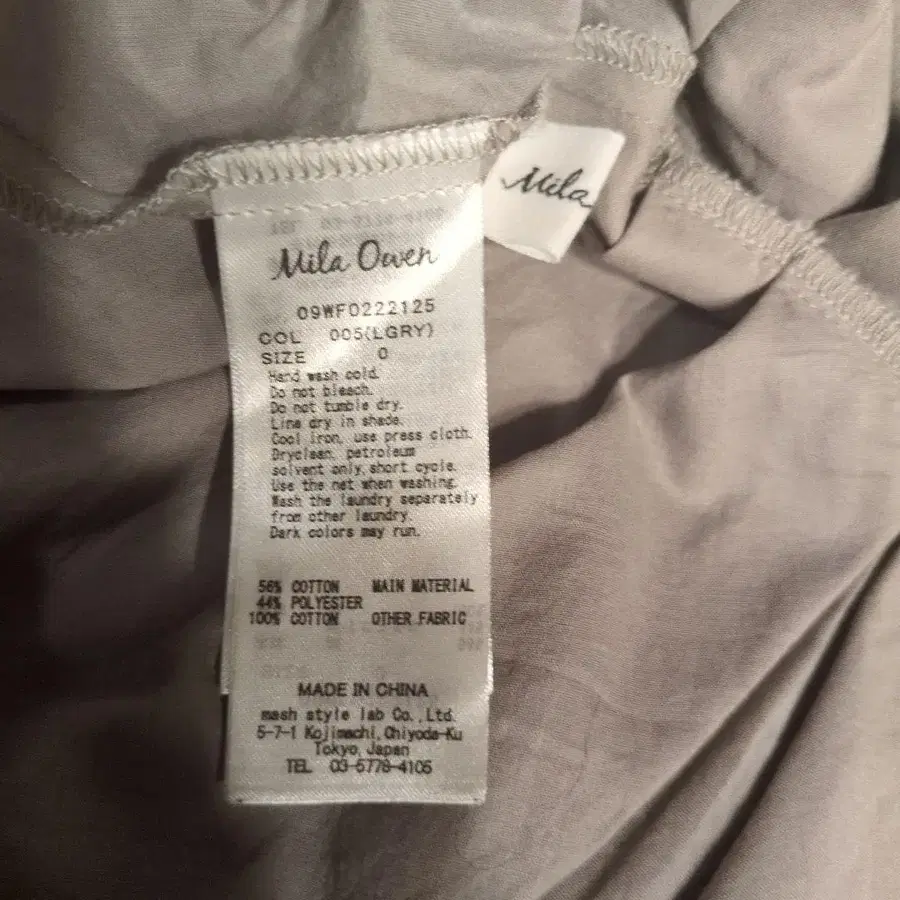 Mila
Mila Owen
09WF0222125
COL 005(LGRY)
SIZE 0
Hand wash cold.
Do not bleach.
Do not tumble dry.
Line dry in shade.
Cool iron, use press cloth.
Dryclean, petroleum
solvent only, short cycle.
Use the net when washing.
Wash the laundry separately
from other laundry.
Dark colors may run.
56% COTTON MAIN MATERIAL
44% POLYESTER
100% COTTON OTHER FABRIC
MADE IN CHINA
mash style lab Co.,Ltd.
5-7-1 Kojimachi,Chiyoda-Ku
Tokyo,Japan
TEL 03-5778-4105